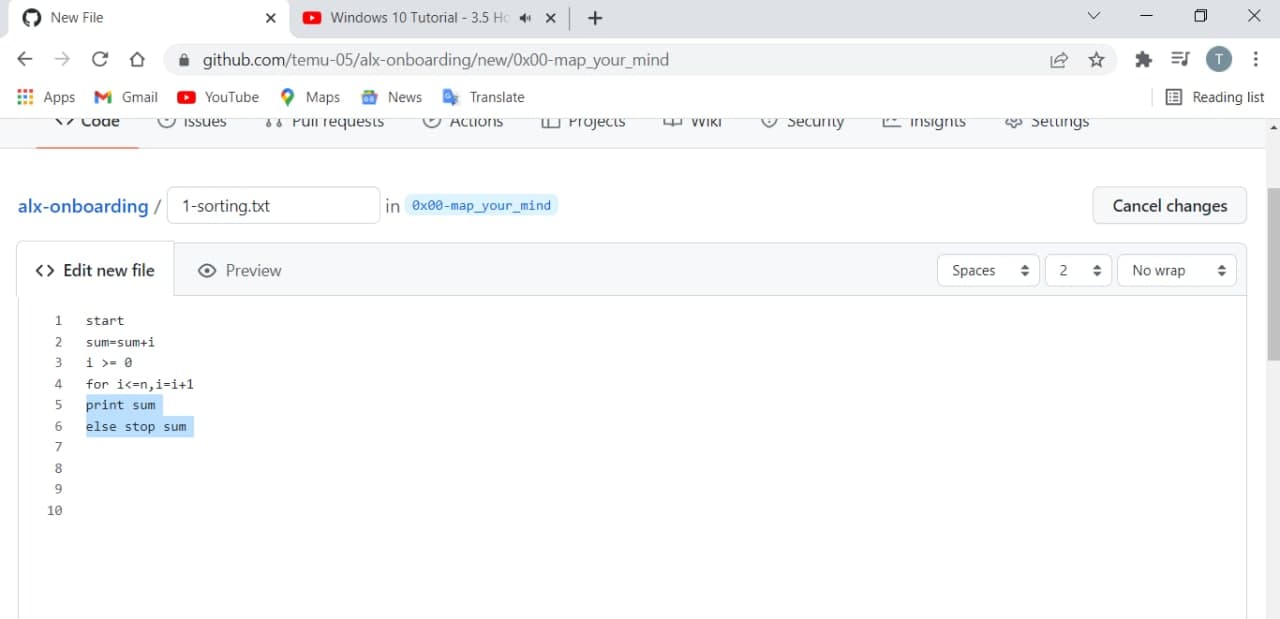 New File
Windows 10 Tutorial - 3.5 Ho
github.com/temu-05/alx-onboarding/new/0x00-map_your_mind
T
Apps Gmail YouTube Maps News Translate Reading list
Code Issues Pull requests Actions Projects Wiki Security Insights Settings
alx-onboarding / 1-sorting.txt in 0x00-map_your_mind Cancel changes
Edit new file Preview Spaces 2 No wrap
1 start
2 sum=sum+i
3 i >= 0
4 for i<=n,i=i+1
5 print sum
6 else stop sum
7
8
9
10